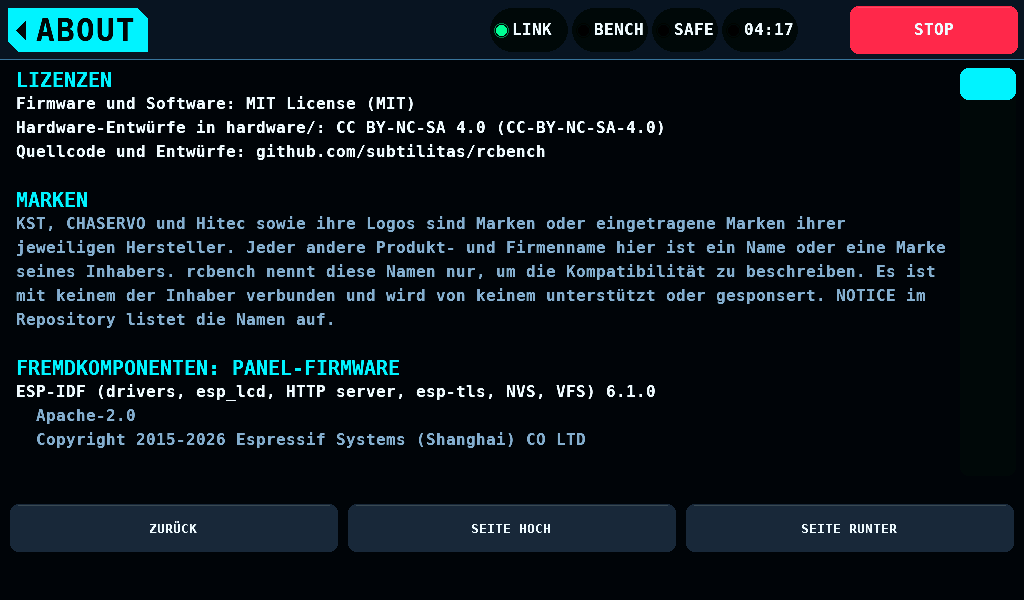 ABOUT
LINK
BENCH
SAFE
04:17
STOP
LIZENZEN
Firmware und Software: MIT License (MIT)
Hardware-Entwürfe in hardware/: CC BY-NC-SA 4.0 (CC-BY-NC-SA-4.0)
Quellcode und Entwürfe: github.com/subtilitas/rcbench
MARKEN
KST, CHASERVO und Hitec sowie ihre Logos sind Marken oder eingetragene Marken ihrer
jeweiligen Hersteller. Jeder andere Produkt- und Firmenname hier ist ein Name oder eine Marke
seines Inhabers. rcbench nennt diese Namen nur, um die Kompatibilität zu beschreiben. Es ist
mit keinem der Inhaber verbunden und wird von keinem unterstützt oder gesponsert. NOTICE im
Repository listet die Namen auf.
FREMDKOMPONENTEN: PANEL-FIRMWARE
ESP-IDF (drivers, esp_lcd, HTTP server, esp-tls, NVS, VFS) 6.1.0
Apache-2.0
Copyright 2015-2026 Espressif Systems (Shanghai) CO LTD
ZURÜCK
SEITE HOCH
SEITE RUNTER